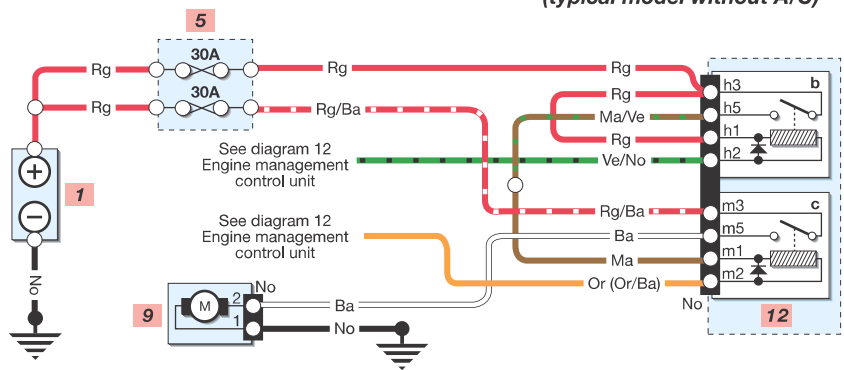 (typical model without A/C)
5
30A
Rg
Rg
Rg
30A
Rg
Rg/Ba
Rg
Ma/Ve
Rg
h3
b
h5
h1
h2
See diagram 12
Engine management
control unit
Ve/No
+
1
−
See diagram 12
Engine management
control unit
Rg/Ba
Ba
Ma
Or (Or/Ba)
m3
c
m5
m1
m2
No
No
9
M
2
1
No
Ba
No
12